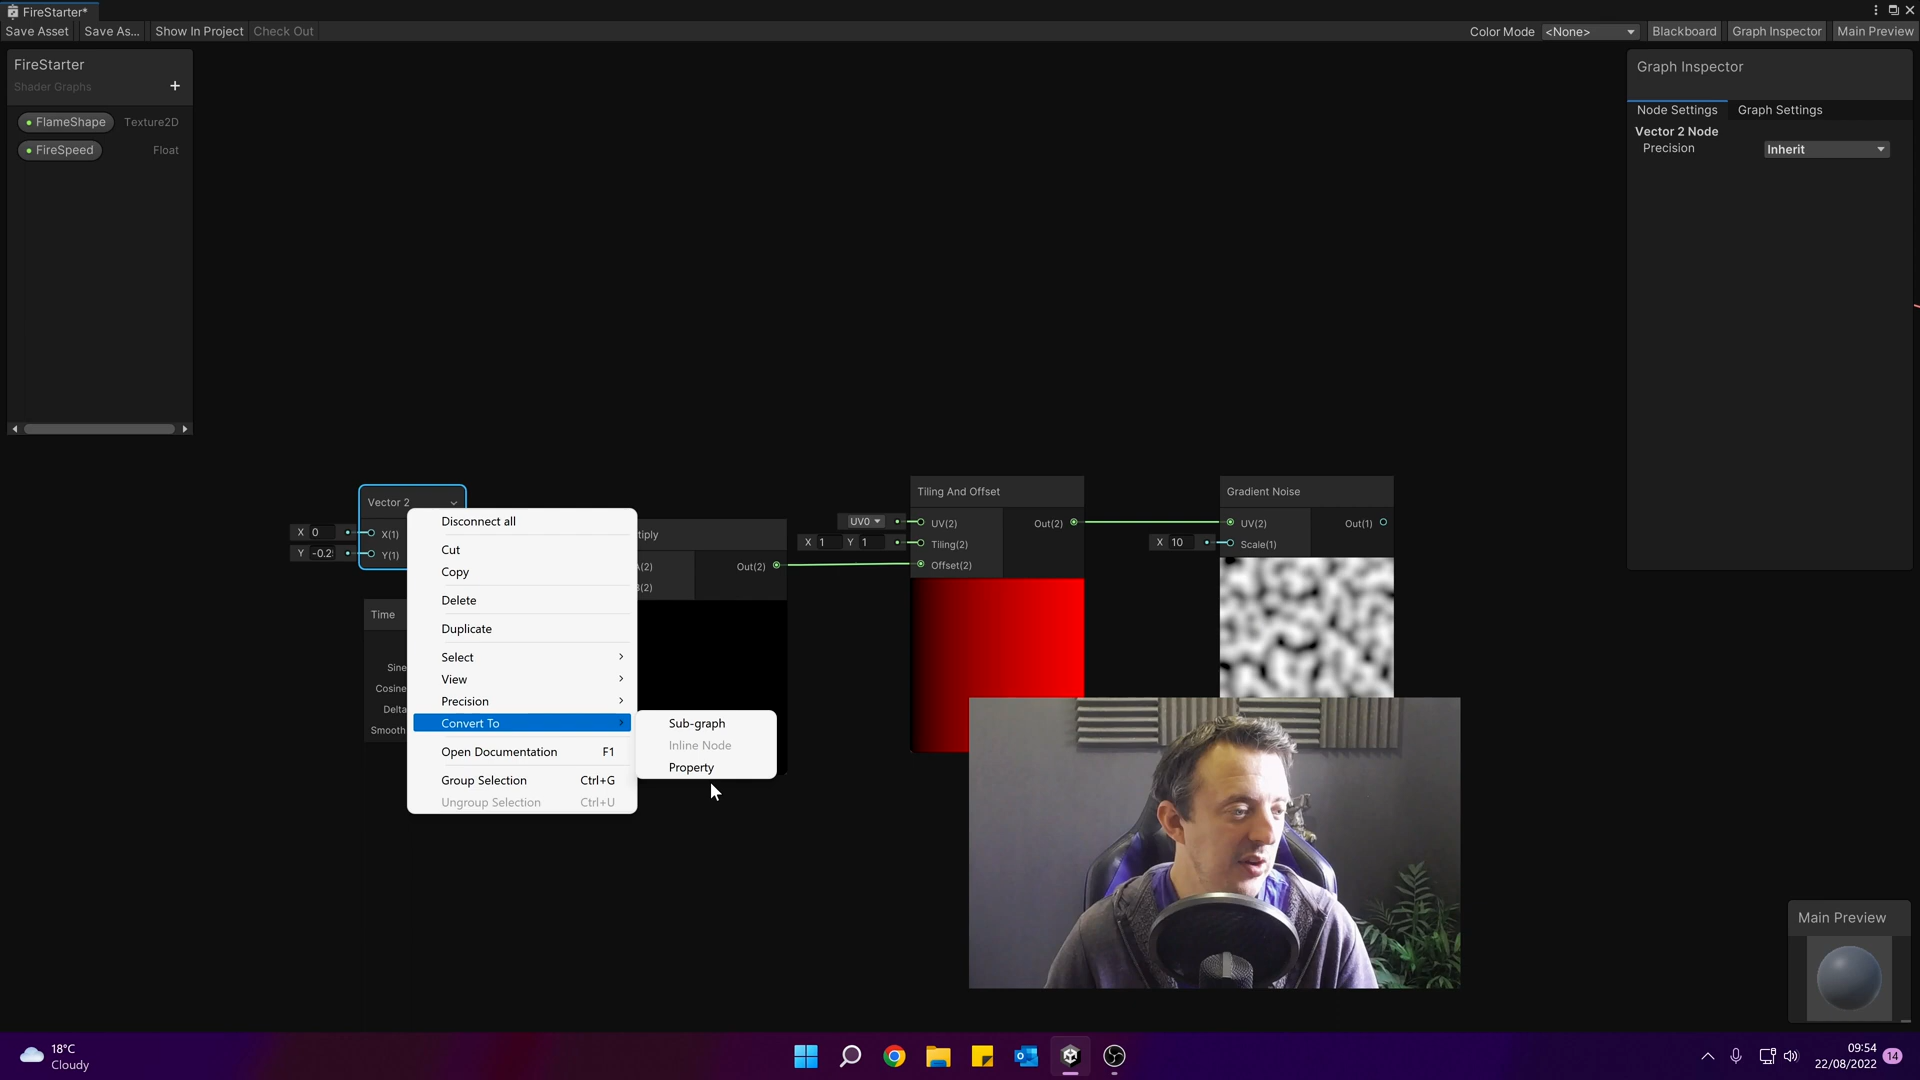 FireStarter*
Save Asset
Save As...
Show In Project
Check Out
Color Mode
<None>
Blackboard
Graph Inspector
Main Preview
FireStarter
Shader Graphs
+
FlameShape
Texture2D
FireSpeed
Float
Graph Inspector
Node Settings
Graph Settings
Vector 2 Node
Precision
Inherit
Vector 2
X 0
X(1)
Y -0.2
Y(1)
Time
Sine
Cosine
Delta
Smooth
Disconnect all
Cut
Copy
Delete
Duplicate
Select
View
Precision
Convert To
Open Documentation F1
Group Selection Ctrl+G
Ungroup Selection Ctrl+U
Sub-graph
Inline Node
Property
tiply
(2)
(2)
Out(2)
Tiling And Offset
UV0
UV(2)
Out(2)
X 1 Y 1
Tiling(2)
Offset(2)
Gradient Noise
UV(2)
Out(1)
X 10
Scale(1)
Main Preview
18°C
Cloudy
09:54
22/08/2022
14